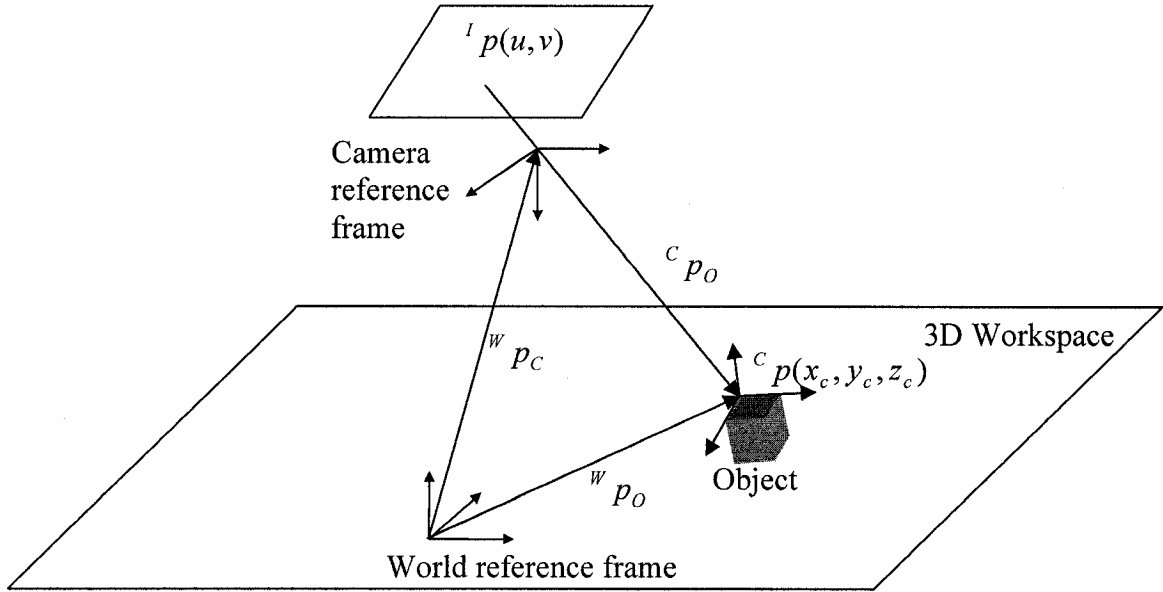 I p(u,v)
Camera
reference
frame
C p_O
3D Workspace
W p_C
C p(x_c, y_c, z_c)
Object
W p_O
World reference frame